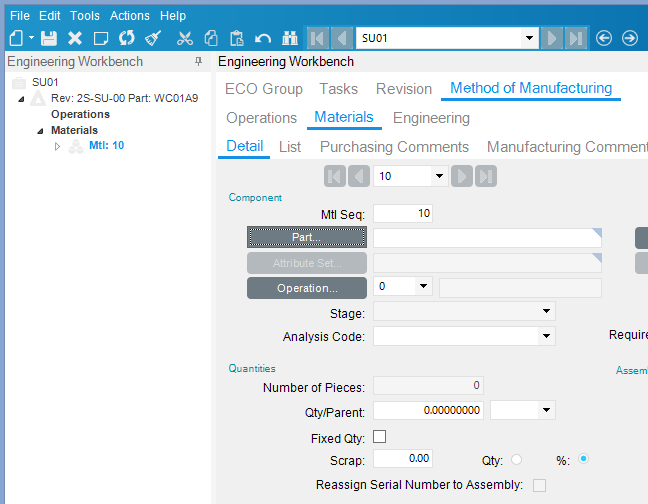 File Edit Tools Actions Help
SU01
Engineering Workbench
SU01
Rev: 2S-SU-00 Part: WC01A9
Operations
Materials
Mtl: 10
Engineering Workbench
ECO Group Tasks Revision Method of Manufacturing
Operations Materials Engineering
Detail List Purchasing Comments Manufacturing Comment
10
Component
Mtl Seq: 10
Part...
Attribute Set...
Operation... 0
Stage:
Analysis Code:
Require
Quantities
Assem
Number of Pieces: 0
Qty/Parent: 0.00000000
Fixed Qty:
Scrap: 0.00 Qty: %:
Reassign Serial Number to Assembly: